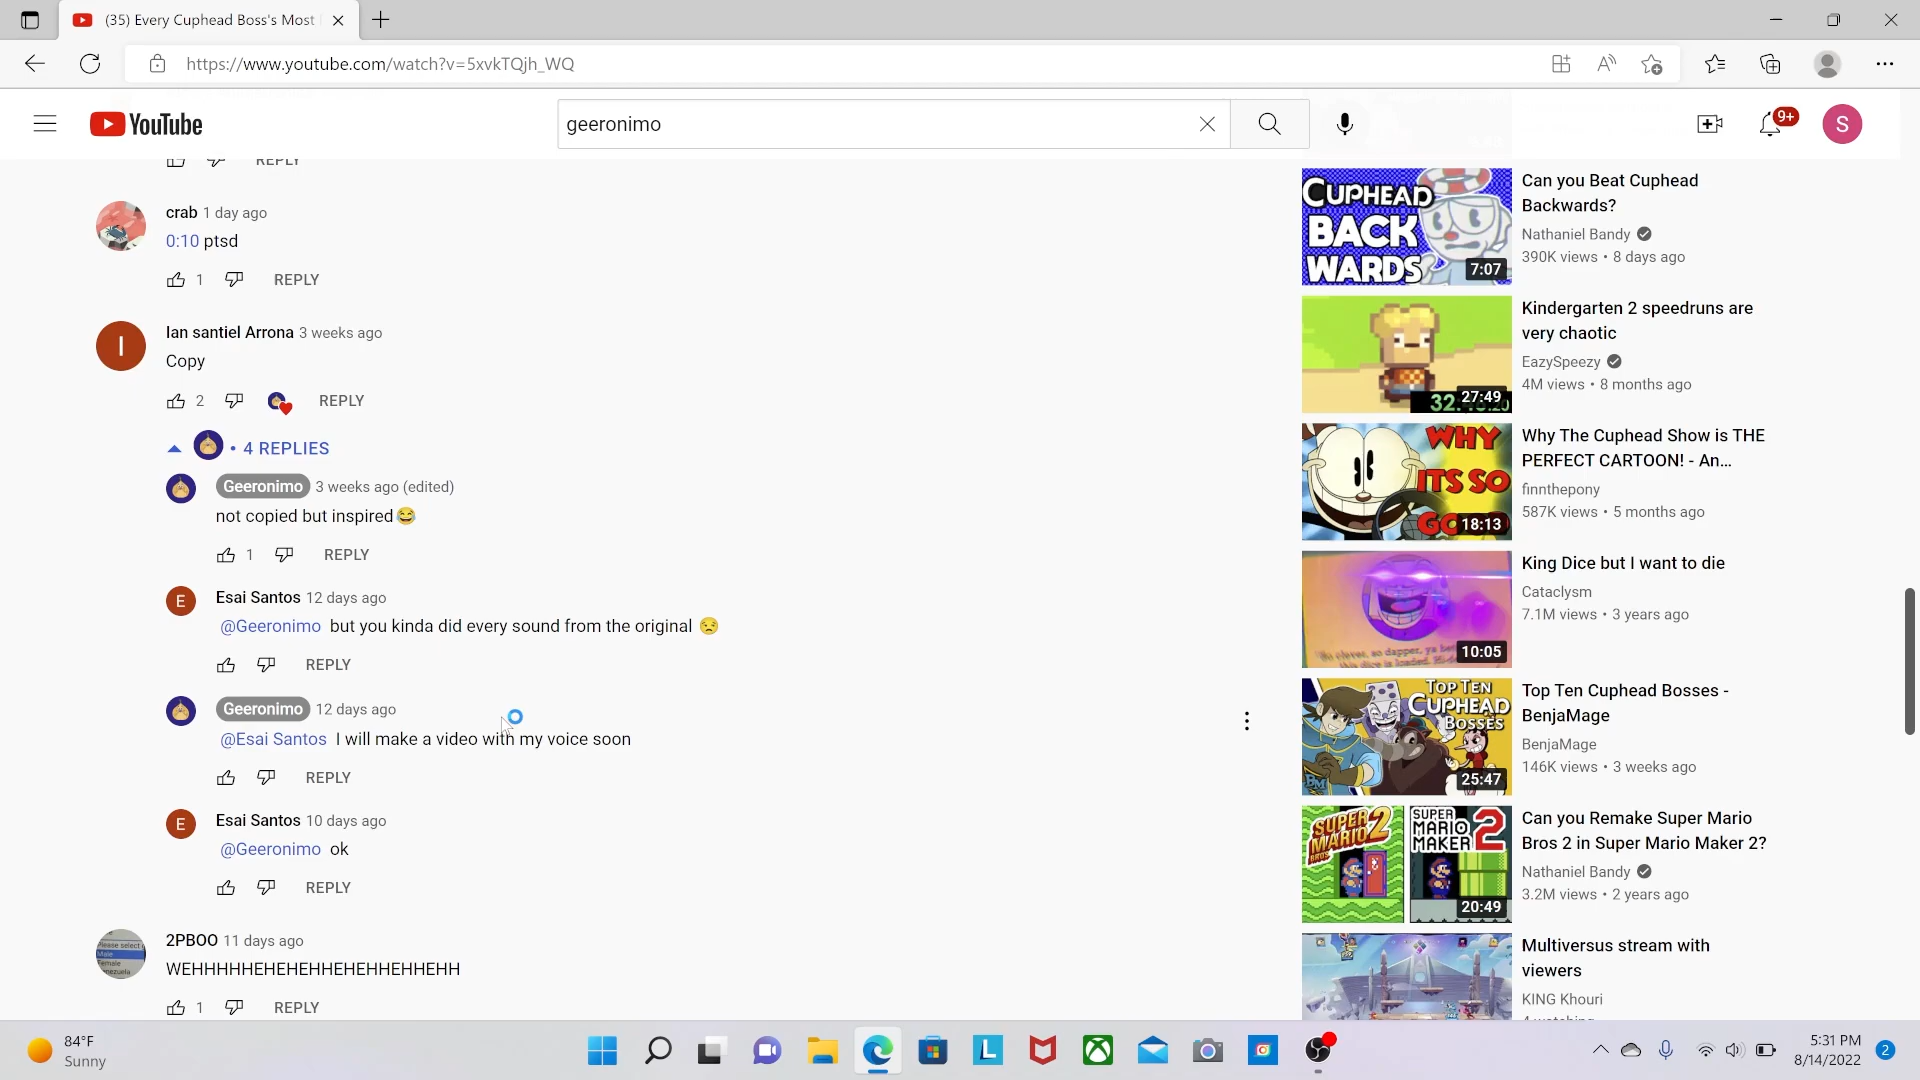 (35) Every Cuphead Boss's Most
https://www.youtube.com/watch?v=5xvkTQjh_WQ
YouTube
geeronimo
9+
S
REPLY
crab 1 day ago
0:10 ptsd
1 REPLY
I
Ian santiel Arrona 3 weeks ago
Copy
2 REPLY
• 4 REPLIES
Geeronimo 3 weeks ago (edited)
not copied but inspired😂
1 REPLY
E
Esai Santos 12 days ago
@Geeronimo but you kinda did every sound from the original 😒
REPLY
Geeronimo 12 days ago
@Esai Santos I will make a video with my voice soon
REPLY
E
Esai Santos 10 days ago
@Geeronimo ok
REPLY
2PBOO 11 days ago
WEHHHHHEHEHEHHEHEHHEHHEHH
1 REPLY
Please select
Male
Female
CUPHEAD
BACK
WARDS
7:07
Can you Beat Cuphead
Backwards?
Nathaniel Bandy
390K views • 8 days ago
27:49
Kindergarten 2 speedruns are
very chaotic
EazySpeezy
4M views • 8 months ago
WHY
ITS SO
18:13
Why The Cuphead Show is THE
PERFECT CARTOON! - An...
finnthepony
587K views • 5 months ago
10:05
King Dice but I want to die
Cataclysm
7.1M views • 3 years ago
TOP TEN
CUPHEAD
BOSSES
BM
25:47
Top Ten Cuphead Bosses -
BenjaMage
BenjaMage
146K views • 3 weeks ago
SUPER
MARIO
BROS 2
SUPER
MARIO
MAKER 2
20:49
Can you Remake Super Mario
Bros 2 in Super Mario Maker 2?
Nathaniel Bandy
3.2M views • 2 years ago
Multiversus stream with
viewers
KING Khouri
4 watching
84°F
Sunny
L
5:31 PM
8/14/2022
2